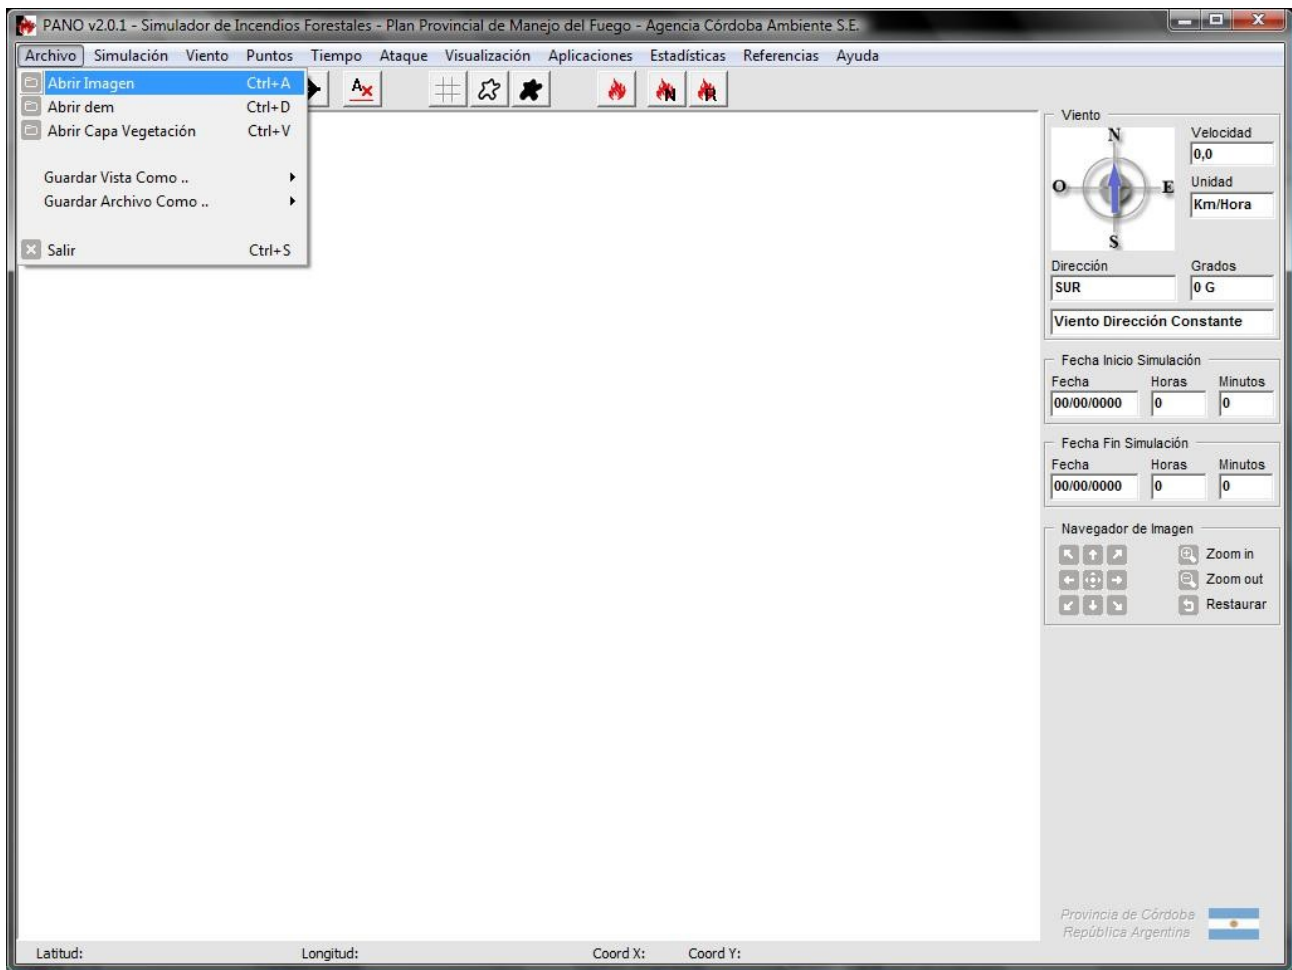 PANO v2.0.1 - Simulador de Incendios Forestales - Plan Provincial de Manejo del Fuego - Agencia Córdoba Ambiente S.E.
Archivo Simulación Viento Puntos Tiempo Ataque Visualización Aplicaciones Estadísticas Referencias Ayuda
Abrir Imagen Ctrl+A
Abrir dem Ctrl+D
Abrir Capa Vegetación Ctrl+V
Guardar Vista Como ..
Guardar Archivo Como ..
Salir Ctrl+S
A
N
R
Viento
N
O
E
S
Velocidad
0,0
Unidad
Km/Hora
Dirección Grados
SUR 0 G
Viento Dirección Constante
Fecha Inicio Simulación
Fecha Horas Minutos
00/00/0000 0 0
Fecha Fin Simulación
Fecha Horas Minutos
00/00/0000 0 0
Navegador de Imagen
Zoom in
Zoom out
Restaurar
Provincia de Córdoba
República Argentina
Latitud: Longitud: Coord X: Coord Y: